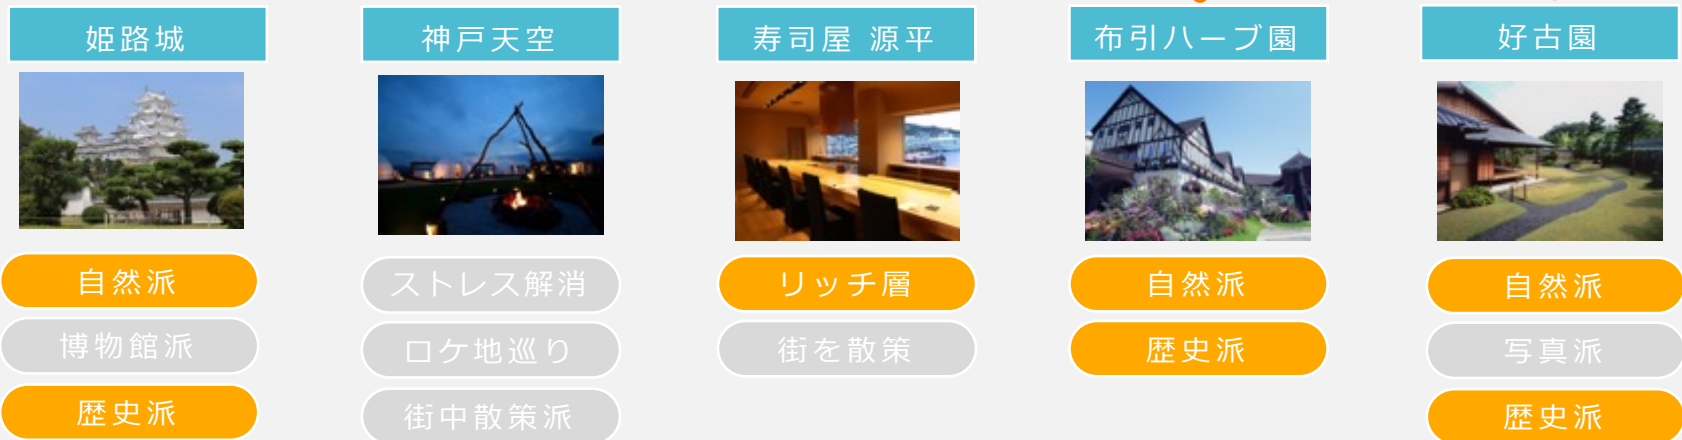 姫路城
神戸天空
寿司屋 源平
布引ハーブ園
好古園
自然派
ストレス解消
リッチ層
自然派
自然派
博物館派
ロケ地巡り
街を散策
歴史派
写真派
歴史派
街中散策派
歴史派